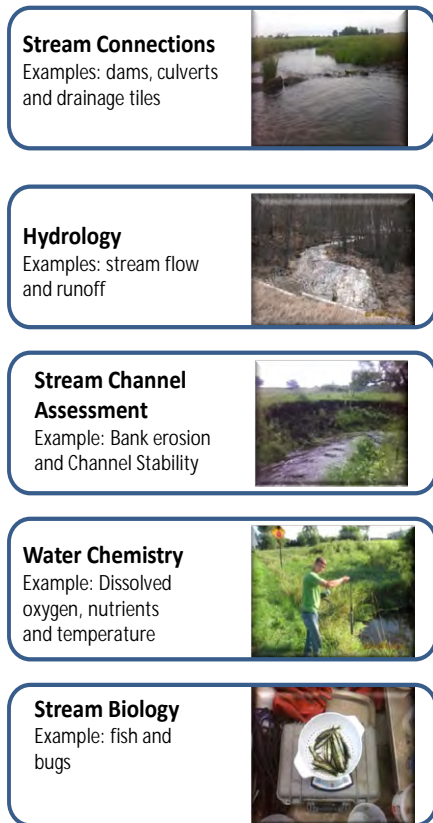 Stream Connections
Examples: dams, culverts
and drainage tiles
Hydrology
Examples: stream flow
and runoff
Stream Channel
Assessment
Example: Bank erosion
and Channel Stability
Water Chemistry
Example: Dissolved
oxygen, nutrients
and temperature
Stream Biology
Example: fish and
bugs